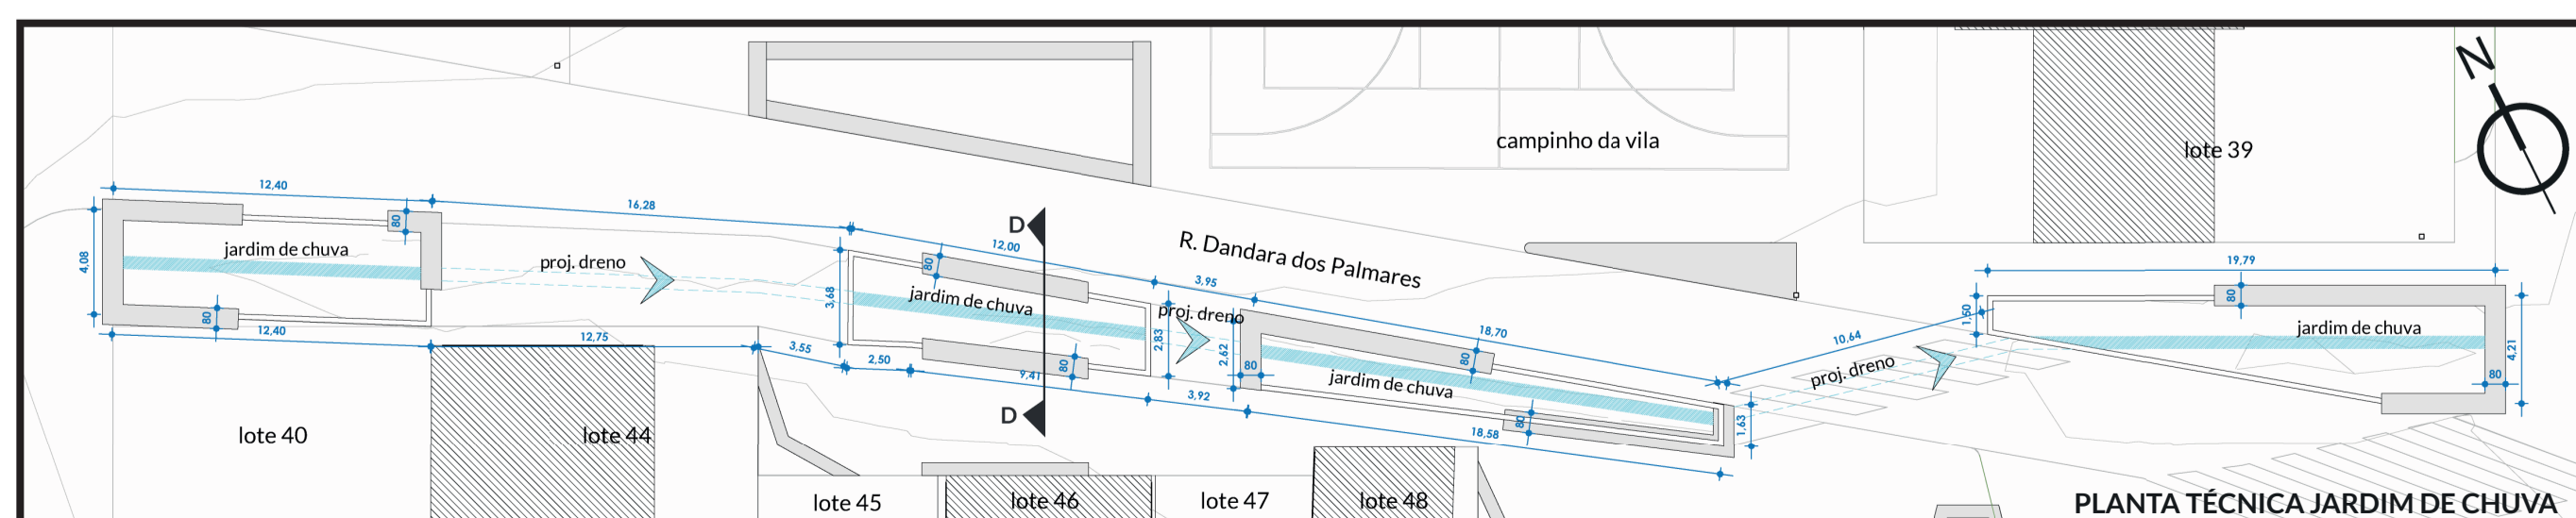 N
campinho da vila
lote 39
12,40
16,28
D
12,00
R. Dandara dos Palmares
3,95
19,79
80
80
jardim de chuva
proj. dreno
4,08
80
jardim de chuva
3,68
proj. dreno
2,83
18,70
80
1,50
jardim de chuva
80
12,40
12,75
3,55
2,50
9,41
80
2,62
80
80
jardim de chuva
10,64
proj. dreno
4,21
80
3,92
18,58
80
1,63
D
lote 40
lote 44
lote 45
lote 46
lote 47
lote 48
PLANTA TÉCNICA JARDIM DE CHUVA